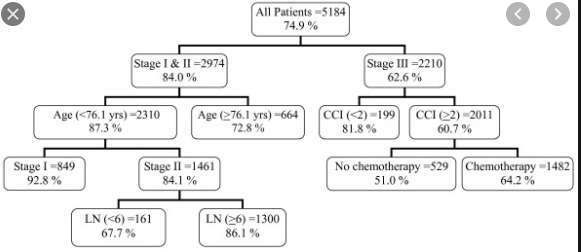 All Patients =5184
74.9 %
Stage I & II =2974
84.0 %
Stage III =2210
62.6 %
Age (<76.1 yrs) =2310
87.3 %
Age (≥76.1 yrs) =664
72.8 %
CCI (<2) =199
81.8 %
CCI (≥2) =2011
60.7 %
Stage I =849
92.8 %
Stage II =1461
84.1 %
No chemotherapy =529
51.0 %
Chemotherapy =1482
64.2 %
LN (<6) =161
67.7 %
LN (≥6) =1300
86.1 %